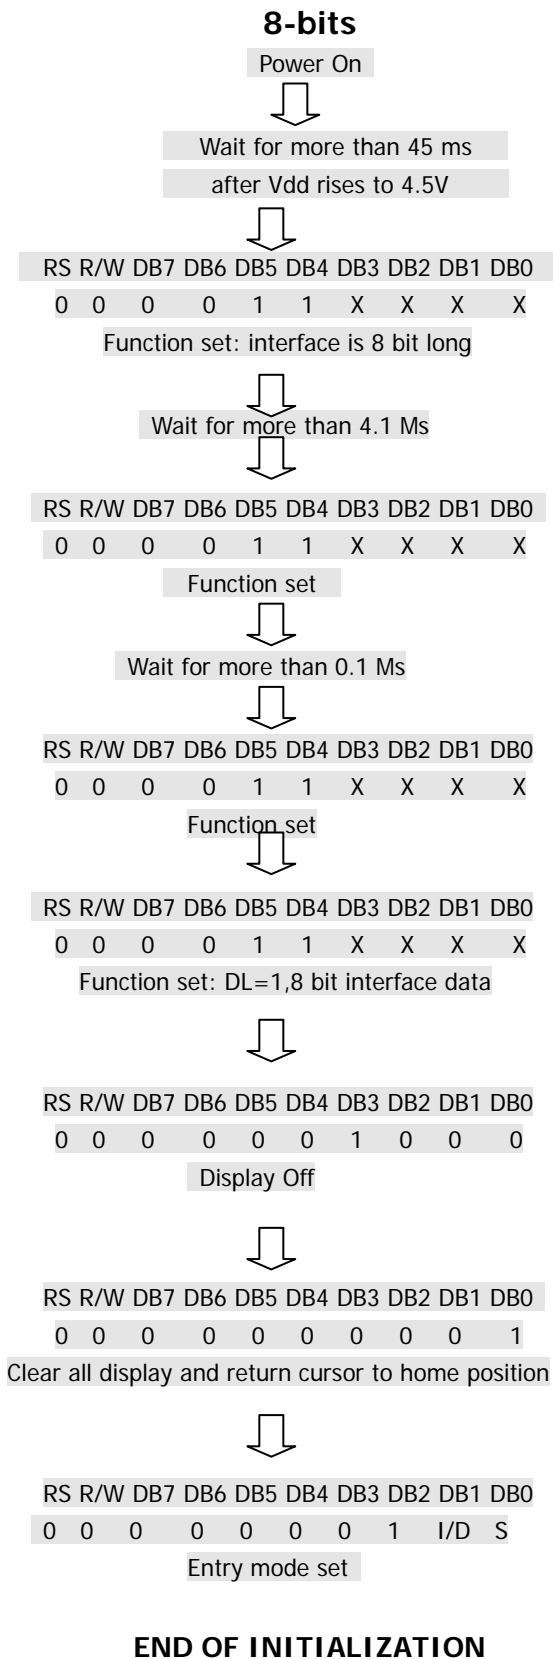 8-bits
Power On
Wait for more than 45 ms
after Vdd rises to 4.5V
RS R/W DB7 DB6 DB5 DB4 DB3 DB2 DB1 DB0
0 0 0 0 1 1 X X X X
Function set: interface is 8 bit long
Wait for more than 4.1 Ms
RS R/W DB7 DB6 DB5 DB4 DB3 DB2 DB1 DB0
0 0 0 0 1 1 X X X X
Function set
Wait for more than 0.1 Ms
RS R/W DB7 DB6 DB5 DB4 DB3 DB2 DB1 DB0
0 0 0 0 1 1 X X X X
Function set
RS R/W DB7 DB6 DB5 DB4 DB3 DB2 DB1 DB0
0 0 0 0 1 1 X X X X
Function set: DL=1,8 bit interface data
RS R/W DB7 DB6 DB5 DB4 DB3 DB2 DB1 DB0
0 0 0 0 0 0 1 0 0 0
Display Off
RS R/W DB7 DB6 DB5 DB4 DB3 DB2 DB1 DB0
0 0 0 0 0 0 0 0 0 1
Clear all display and return cursor to home position
RS R/W DB7 DB6 DB5 DB4 DB3 DB2 DB1 DB0
0 0 0 0 0 0 0 1 I/D S
Entry mode set
END OF INITIALIZATION